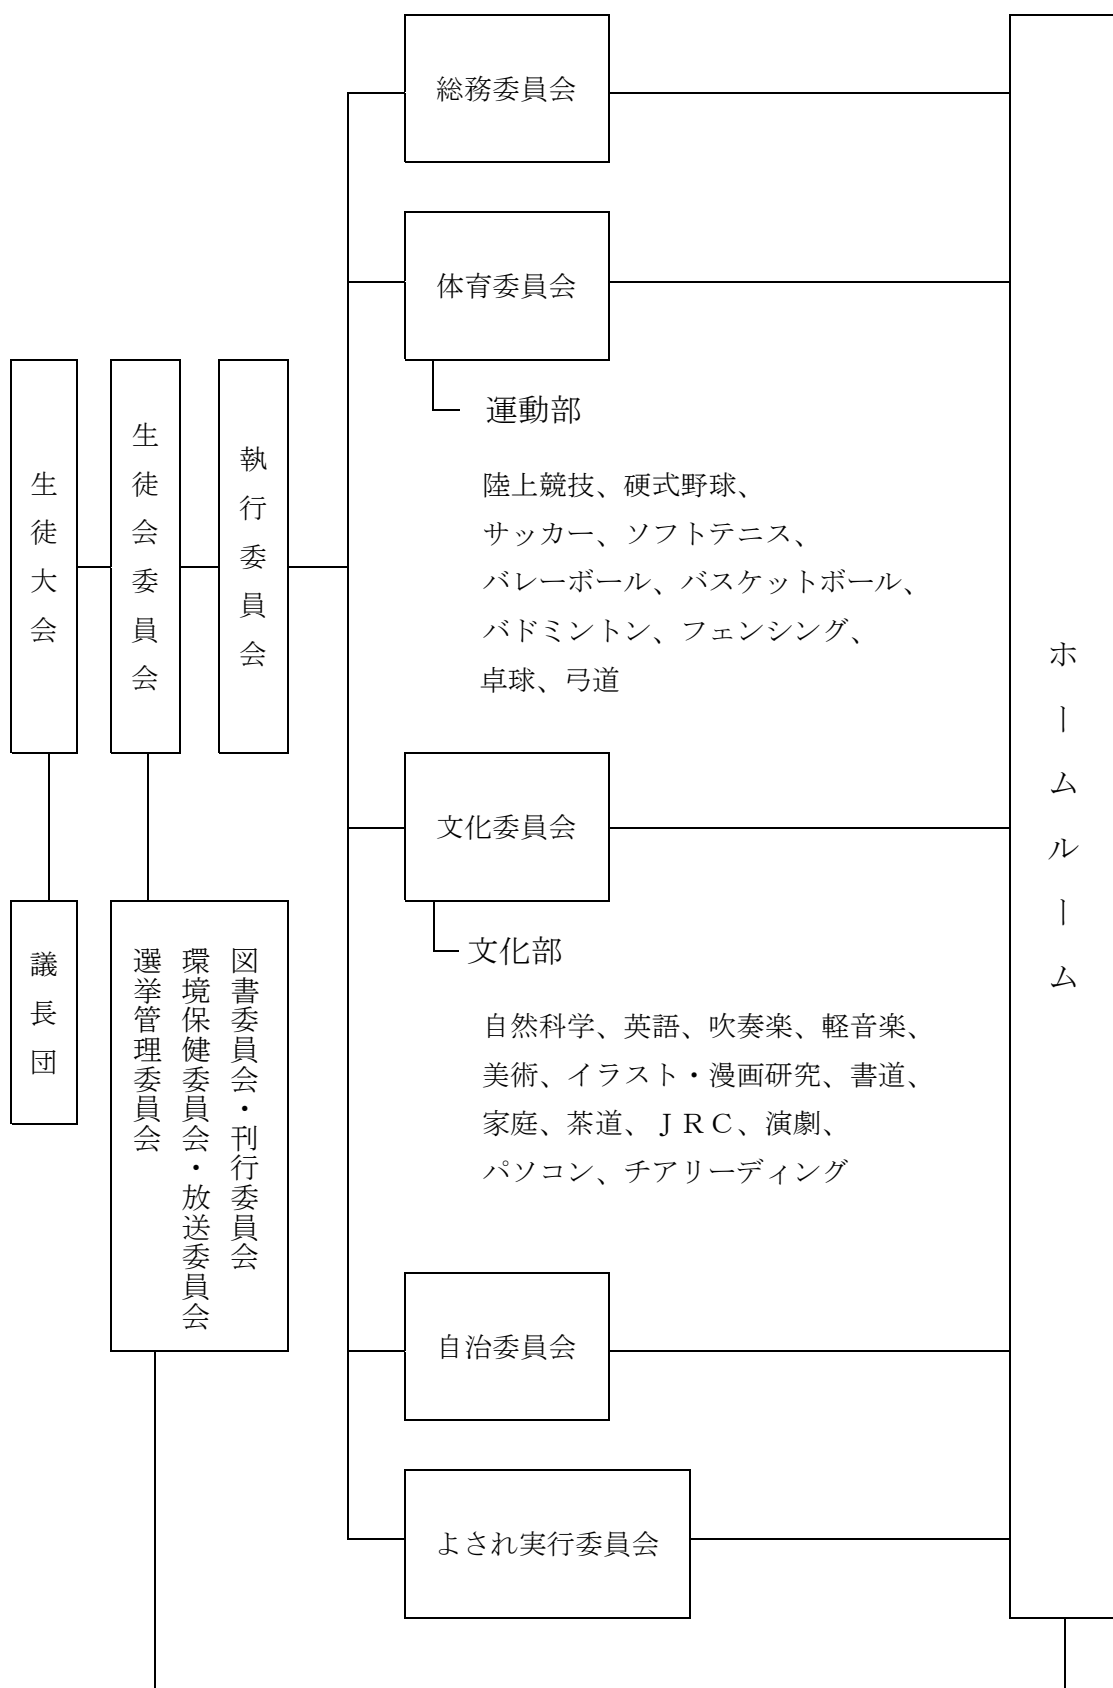 総務委員会
体育委員会
運動部
陸上競技、硬式野球、
サッカー、ソフトテニス、
バレーボール、バスケットボール、
バドミントン、フェンシング、
卓球、弓道
生徒大会
生徒会委員会
執行委員会
文化委員会
文化部
自然科学、英語、吹奏楽、軽音楽、
美術、イラスト・漫画研究、書道、
家庭、茶道、ＪＲＣ、演劇、
パソコン、チアリーディング
議長団
図書委員会・刊行委員会
環境保健委員会・放送委員会
選挙管理委員会
自治委員会
よされ実行委員会
ホームルーム